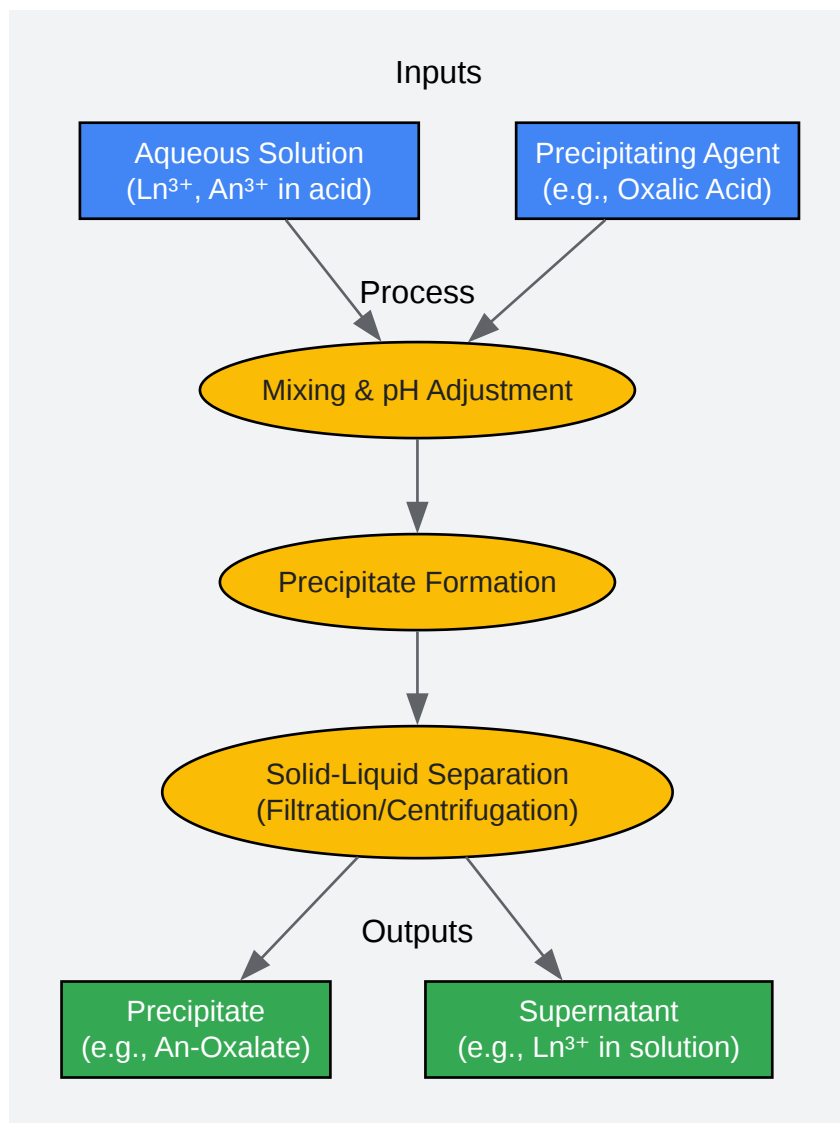 Inputs
Aqueous Solution
(Ln³⁺, An³⁺ in acid)
Precipitating Agent
(e.g., Oxalic Acid)
Process
Mixing & pH Adjustment
Precipitate Formation
Solid-Liquid Separation
(Filtration/Centrifugation)
Outputs
Precipitate
(e.g., An-Oxalate)
Supernatant
(e.g., Ln³⁺ in solution)